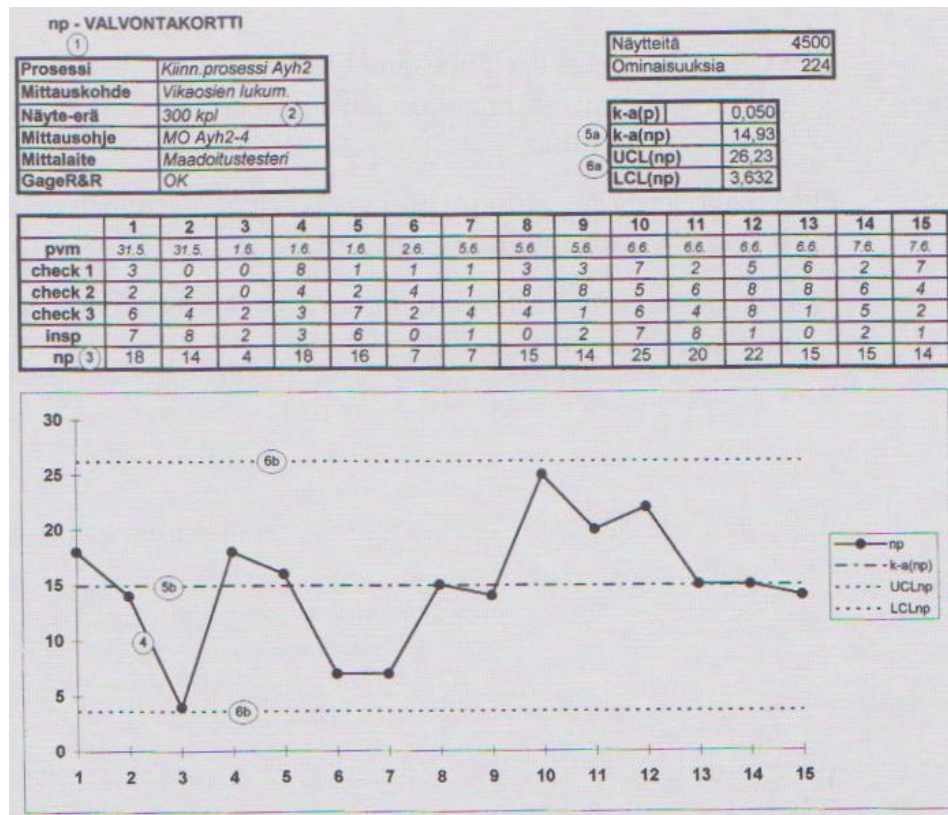 np - VALVONTAKORTTI
1
Prosessi Kiinn.prosessi Ayh2
Mittauskohde Vikaosien lukum.
Näyte-erä 300 kpl 2
Mittausohje MO Ayh2-4
Mittalaite Maadoitustesteri
GageR&R OK
Näytteitä 4500
Ominaisuuksia 224
k-a(p) 0,050
5a k-a(np) 14,93
6a UCL(np) 26,23
LCL(np) 3,632
1 2 3 4 5 6 7 8 9 10 11 12 13 14 15
pvm 31.5. 31.5. 1.6. 1.6. 1.6. 2.6. 5.6. 5.6. 5.6. 6.6. 6.6. 6.6. 6.6. 7.6. 7.6.
check 1 3 0 0 8 1 1 1 3 3 7 2 5 6 2 7
check 2 2 2 0 4 2 4 1 8 8 5 6 8 8 6 4
check 3 6 4 2 3 7 2 4 4 1 6 4 8 1 5 2
insp 7 8 2 3 6 0 1 0 2 7 8 1 0 2 1
np 3 18 14 4 18 16 7 7 15 14 25 20 22 15 15 14
30
6b
25
20
5b
15
4
10
6b
5
0
1 2 3 4 5 6 7 8 9 10 11 12 13 14 15
np
k-a(np)
UCLnp
LCLnp